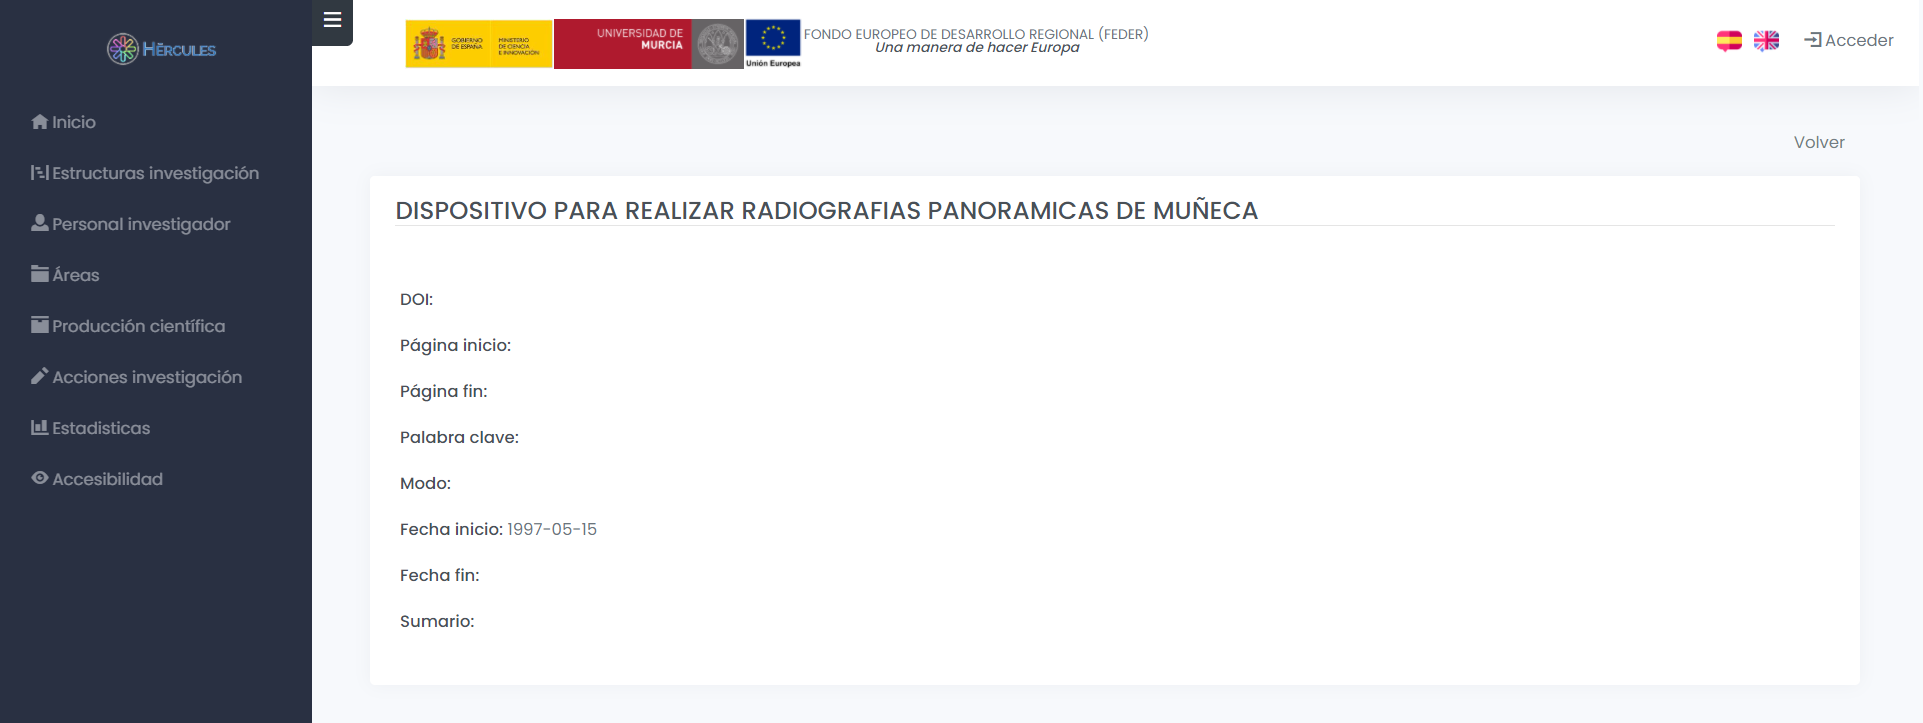 HÉRCULES
Inicio
Estructuras investigación
Personal investigador
Áreas
Producción científica
Acciones investigación
Estadisticas
Accesibilidad
GOBIERNO
DE ESPAÑA
MINISTERIO
DE CIENCIA
E INNOVACIÓN
UNIVERSIDAD DE
MURCIA
Unión Europea
FONDO EUROPEO DE DESARROLLO REGIONAL (FEDER)
Una manera de hacer Europa
Acceder
Volver
DISPOSITIVO PARA REALIZAR RADIOGRAFIAS PANORAMICAS DE MUÑECA
DOI:
Página inicio:
Página fin:
Palabra clave:
Modo:
Fecha inicio: 1997-05-15
Fecha fin:
Sumario: